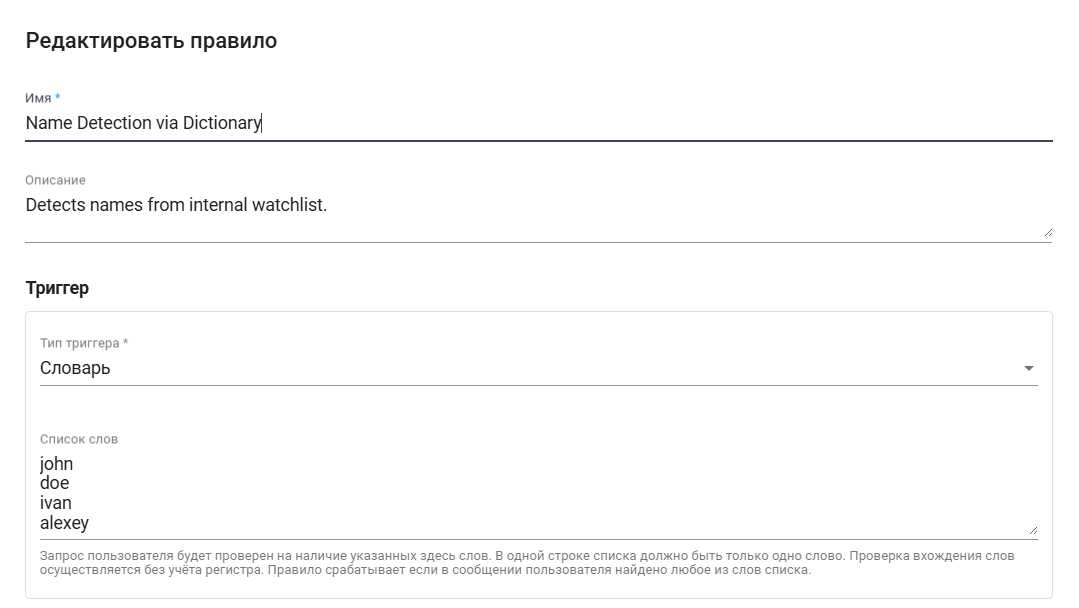 Редактировать правило
Имя *
Name Detection via Dictionary
Описание
Detects names from internal watchlist.
Триггер
Тип триггера *
Словарь
Список слов
john
doe
ivan
alexey
Запрос пользователя будет проверен на наличие указанных здесь слов. В одной строке списка должно быть только одно слово. Проверка вхождения слов
осуществляется без учёта регистра. Правило срабатывает если в сообщении пользователя найдено любое из слов списка.